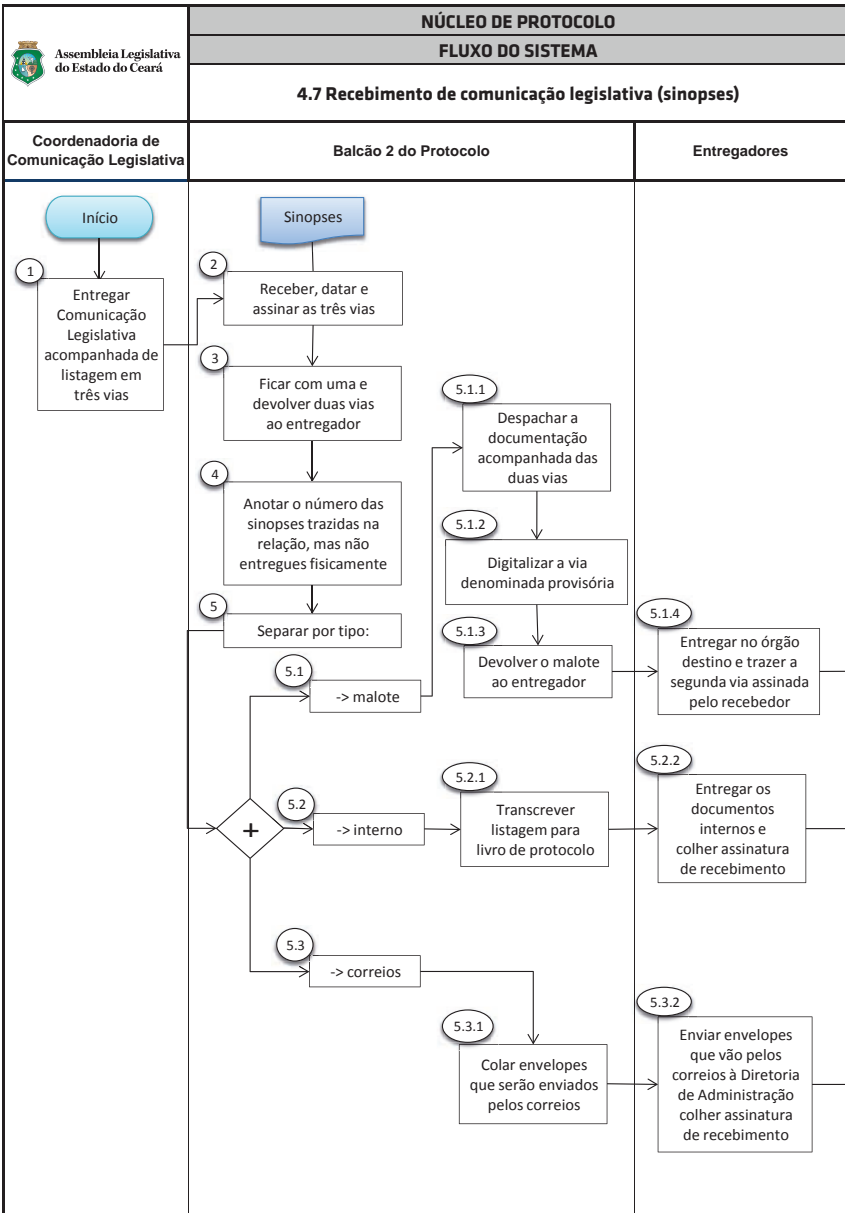 Assembleia Legislativa
do Estado do Ceará
NÚCLEO DE PROTOCOLO
FLUXO DO SISTEMA
4.7 Recebimento de comunicação legislativa (sinopses)
Coordenadoria de
Comunicação Legislativa
Balcão 2 do Protocolo
Entregadores
Início
1
Entregar
Comunicação
Legislativa
acompanhada de
listagem em
três vias
Sinopses
2
Receber, datar e
assinar as três vias
3
Ficar com uma e
devolver duas vias
ao entregador
4
Anotar o número das
sinopses trazidas na
relação, mas não
entregues fisicamente
5
Separar por tipo:
5.1
-> malote
5.1.1
Despachar a
documentação
acompanhada das
duas vias
5.1.2
Digitalizar a via
denominada provisória
5.1.3
Devolver o malote
ao entregador
5.1.4
Entregar no órgão
destino e trazer a
segunda via assinada
pelo recebedor
+
5.2
-> interno
5.2.1
Transcrever
listagem para
livro de protocolo
5.2.2
Entregar os
documentos
internos e
colher assinatura
de recebimento
5.3
-> correios
5.3.1
Colar envelopes
que serão enviados
pelos correios
5.3.2
Enviar envelopes
que vão pelos
correios à Diretoria
de Administração
colher assinatura
de recebimento